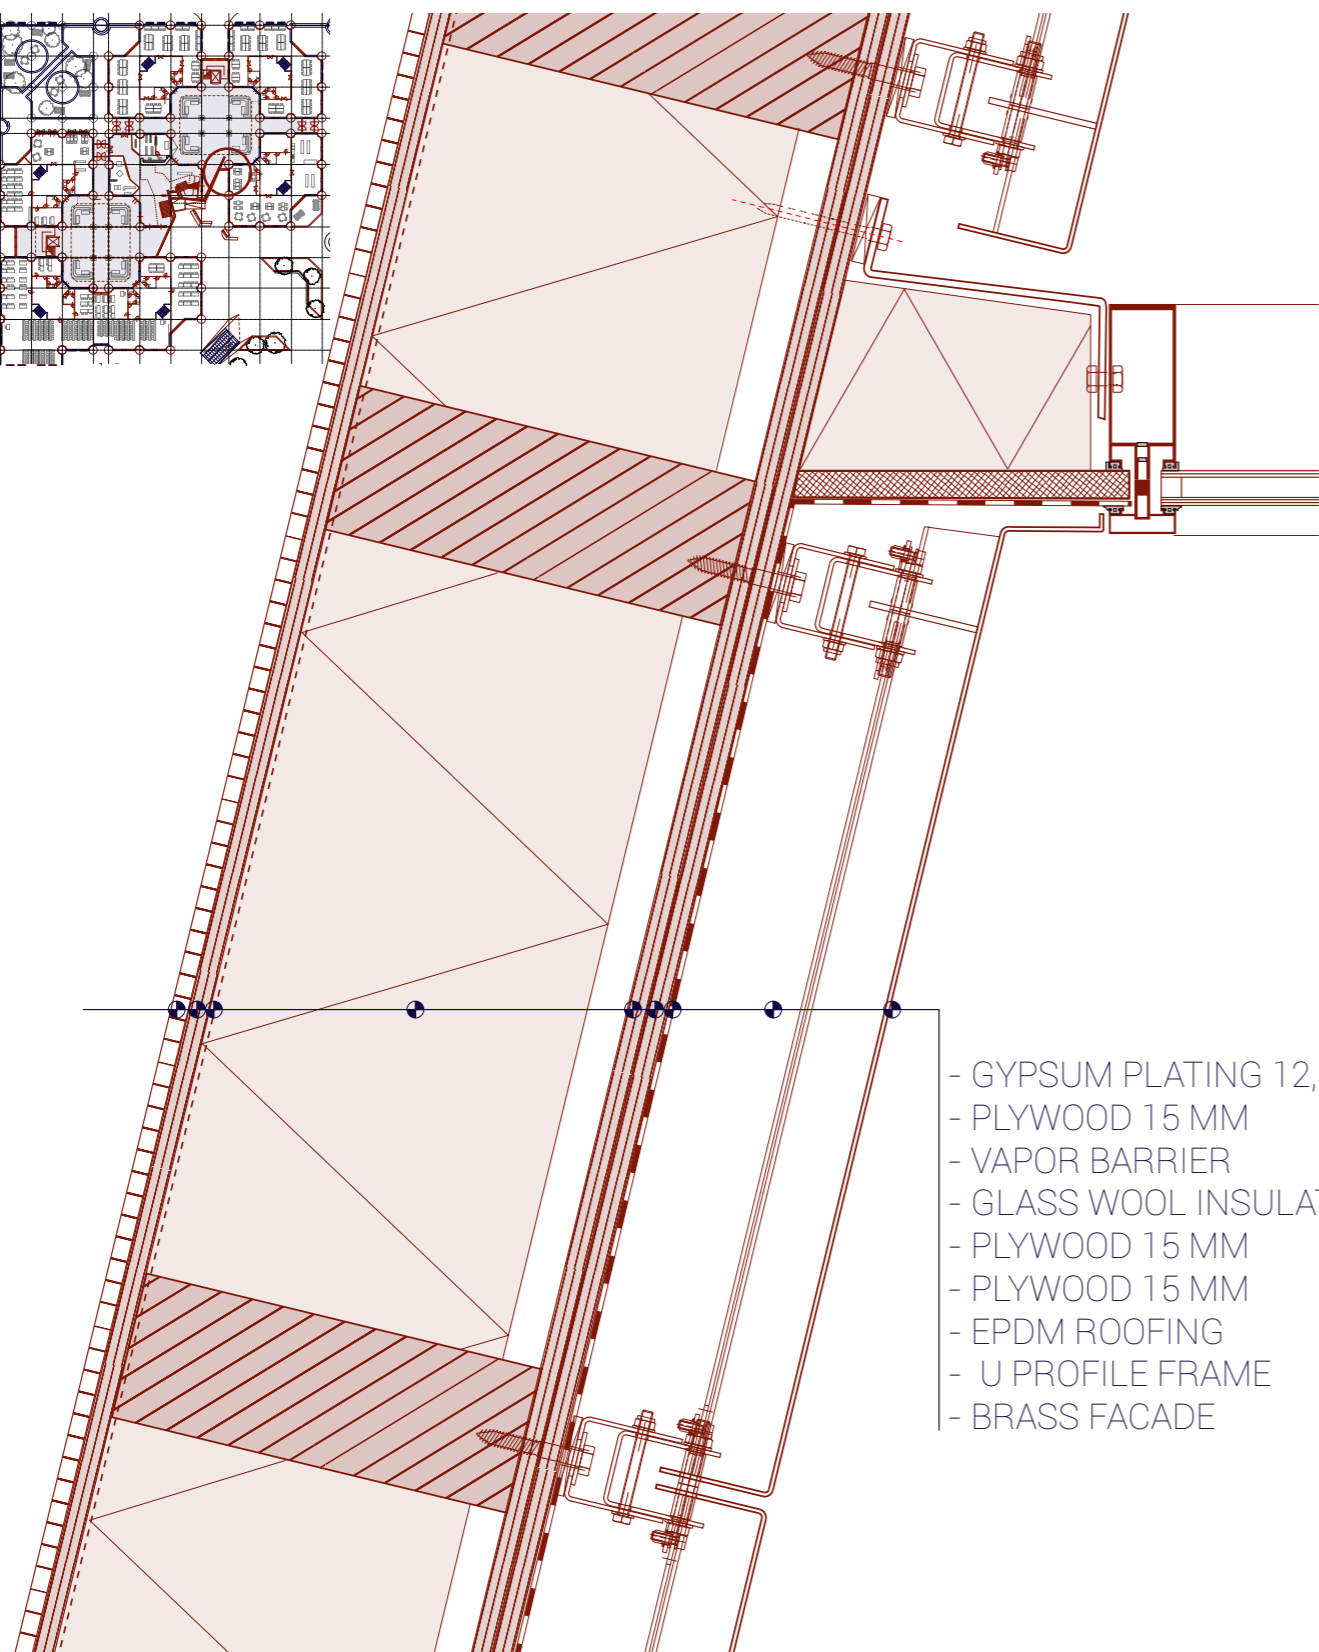 - GYPSUM PLATING 12,
- PLYWOOD 15 MM
- VAPOR BARRIER
- GLASS WOOL INSULAT
- PLYWOOD 15 MM
- PLYWOOD 15 MM
- EPDM ROOFING
- U PROFILE FRAME
- BRASS FACADE